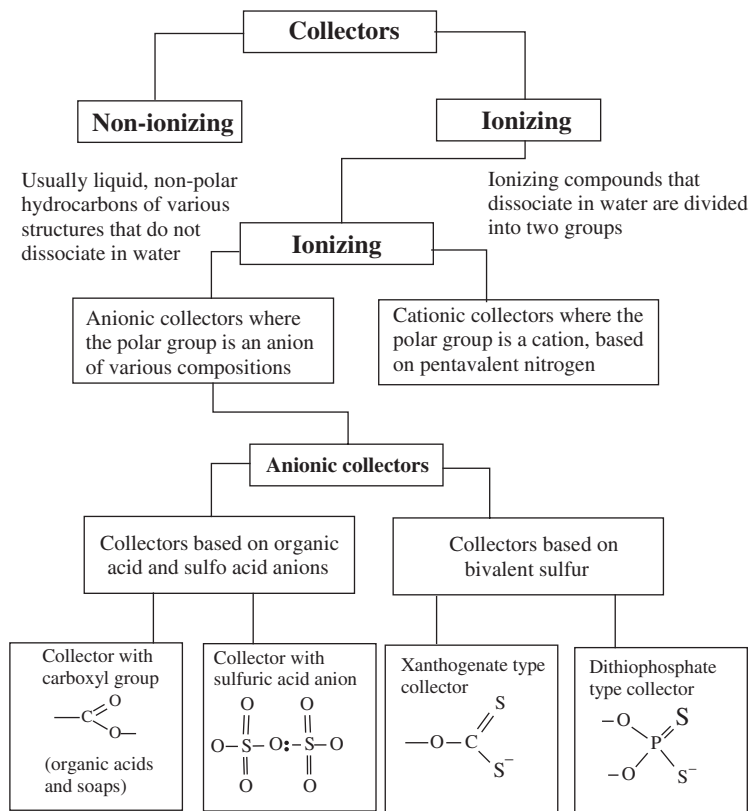 Collectors
Non-ionizing
Ionizing
Usually liquid, non-polar
hydrocarbons of various
structures that do not
dissociate in water
Ionizing compounds that
dissociate in water are divided
into two groups
Ionizing
Anionic collectors where
the polar group is an anion
of various compositions
Cationic collectors where the
polar group is a cation, based
on pentavalent nitrogen
Anionic collectors
Collectors based on organic
acid and sulfo acid anions
Collectors based on
bivalent sulfur
Collector with
carboxyl group
O
C
O
(organic acids
and soaps)
Collector with
sulfuric acid anion
O O
O S O: S O
O O
Xanthogenate type
collector
S
O C
S−
Dithiophosphate
type collector
O S
P
O S−